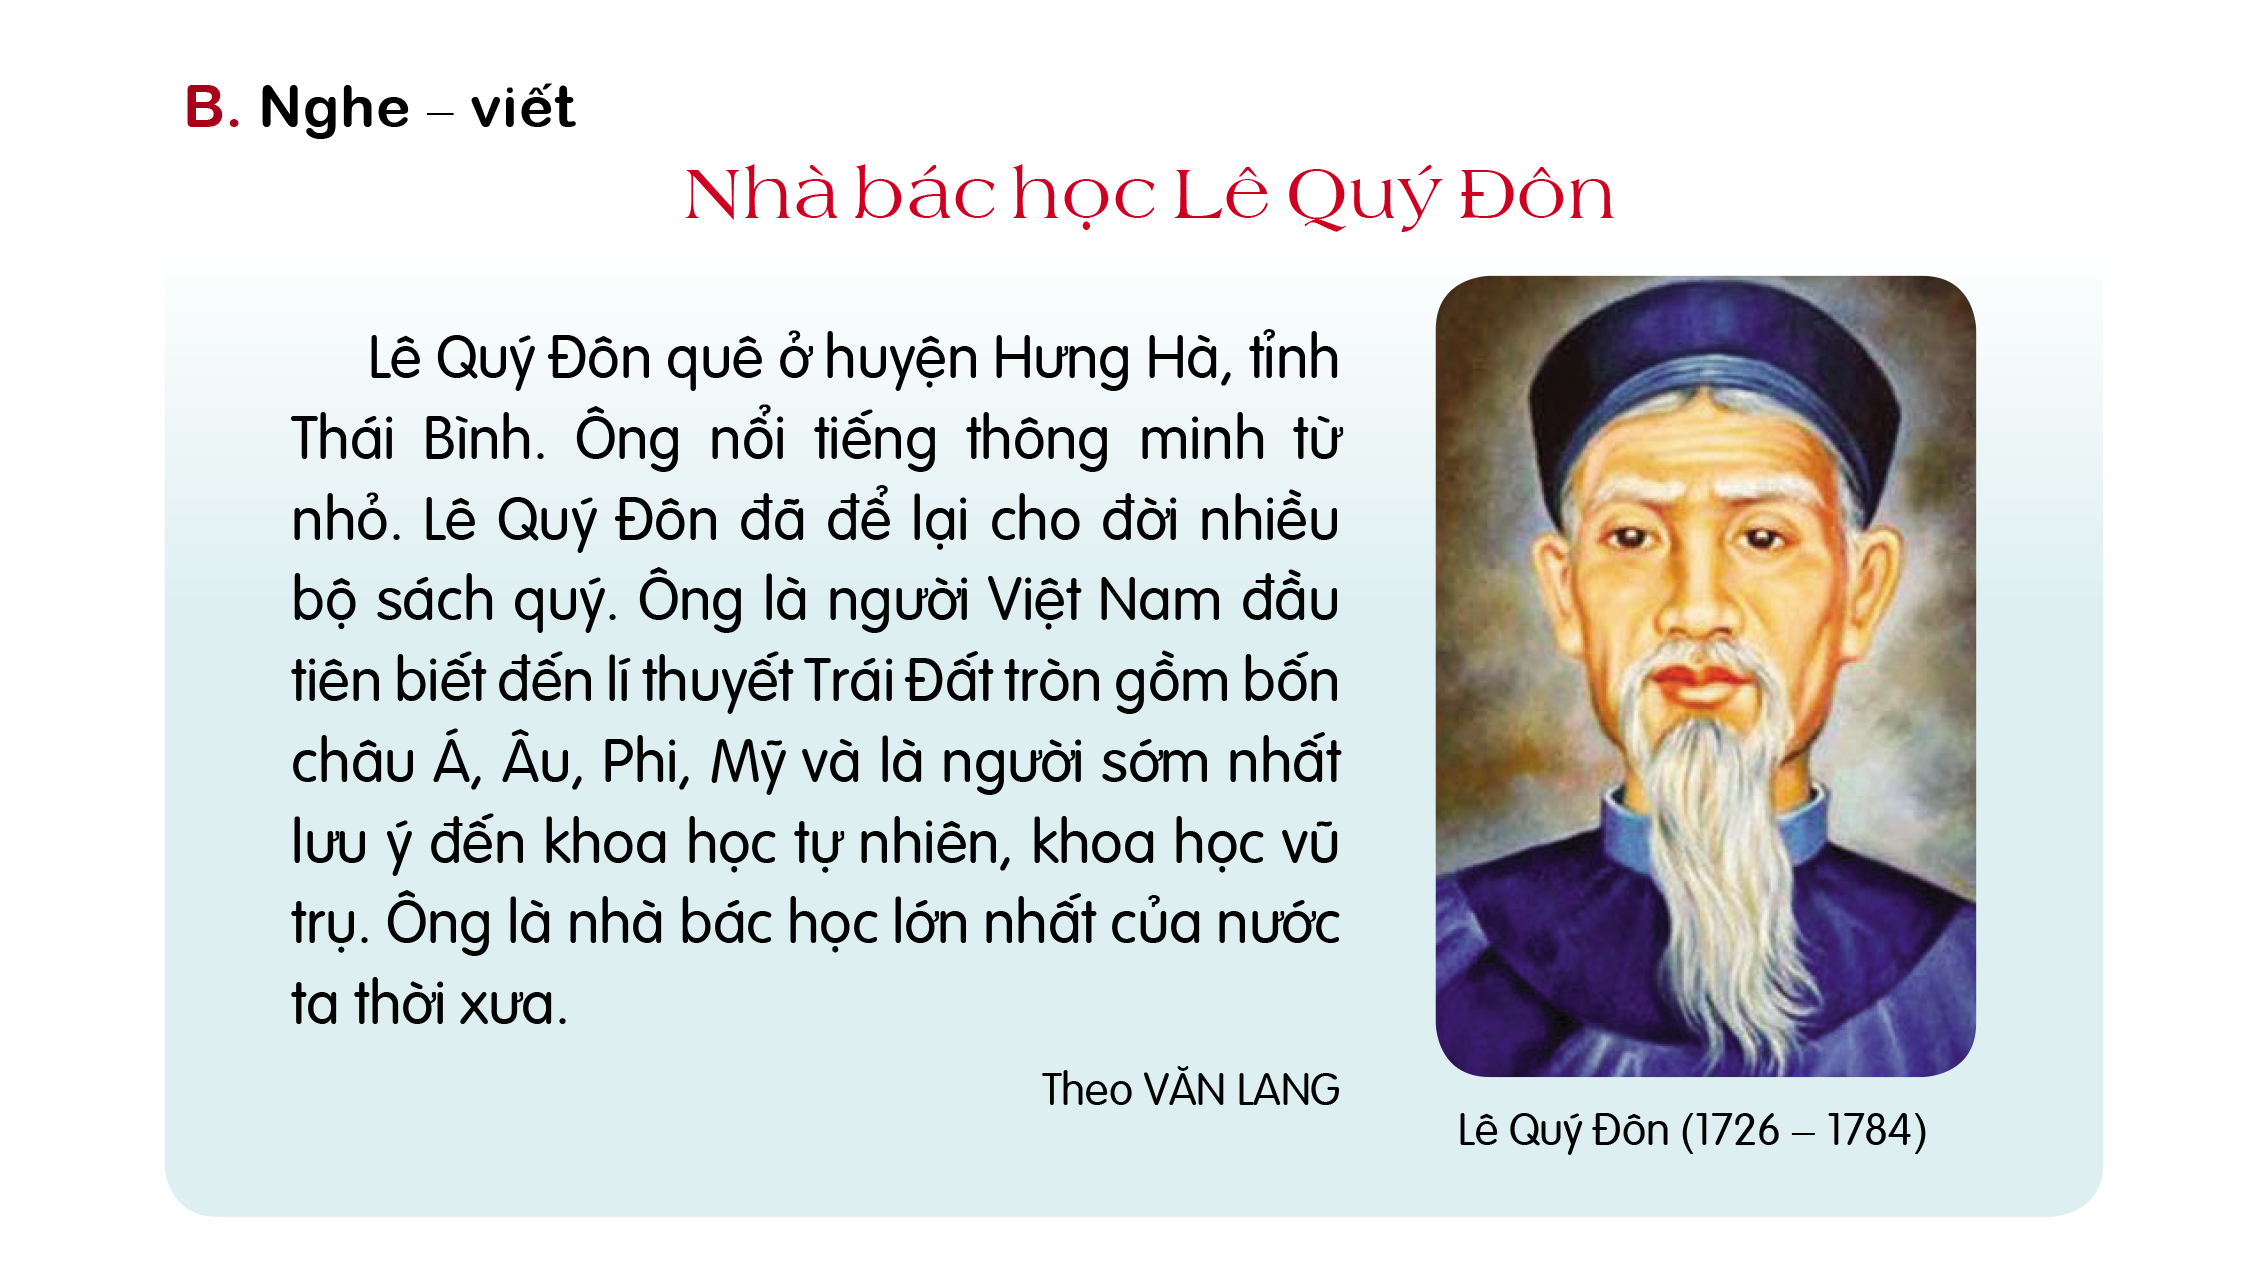 B. Nghe – viết
Nhà bác học Lê Quý Đôn
Lê Quý Đôn quê ở huyện Hưng Hà, tỉnh
Thái Bình. Ông nổi tiếng thông minh từ
nhỏ. Lê Quý Đôn đã để lại cho đời nhiều
bộ sách quý. Ông là người Việt Nam đầu
tiên biết đến lí thuyết Trái Đất tròn gồm bốn
châu Á, Âu, Phi, Mỹ và là người sớm nhất
lưu ý đến khoa học tự nhiên, khoa học vũ
trụ. Ông là nhà bác học lớn nhất của nước
ta thời xưa.
Theo VĂN LANG
Lê Quý Đôn (1726 – 1784)